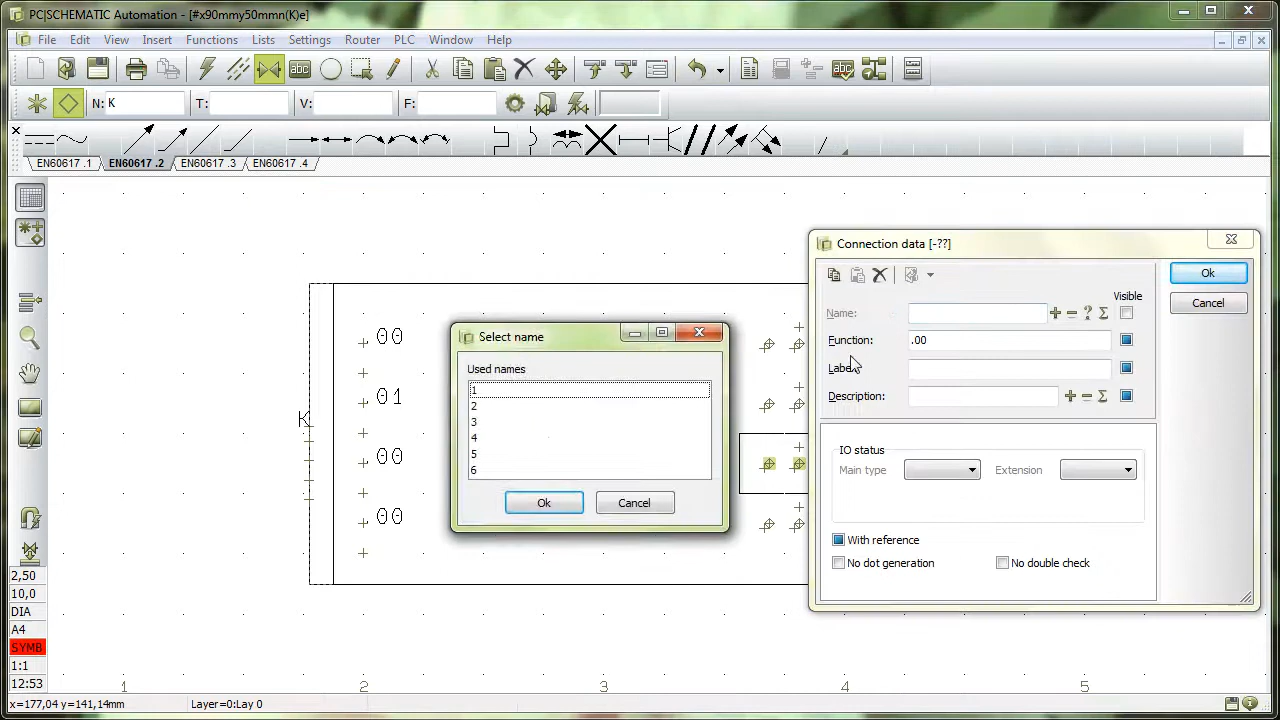 PC|SCHEMATIC Automation - [#x90mmy50mmn(K)e]
File Edit View Insert Functions Lists Settings Router PLC Window Help
abc abc
N: K T: V: F:
EN60617 .1 EN60617 .2 EN60617 .3 EN60617 .4
Connection data [-??]
Ok
Cancel
Visible
Name:
Function: .00
Label:
Description:
IO status
Main type Extension
With reference
No dot generation No double check
Select name
Used names
1
2
3
4
5
6
Ok Cancel
00
01
K
00
00
2,50
10,0
DIA
A4
SYMB
1:1
12:53
1 2 3 4 5
x=177,04 y=141,14mm Layer=0:Lay 0